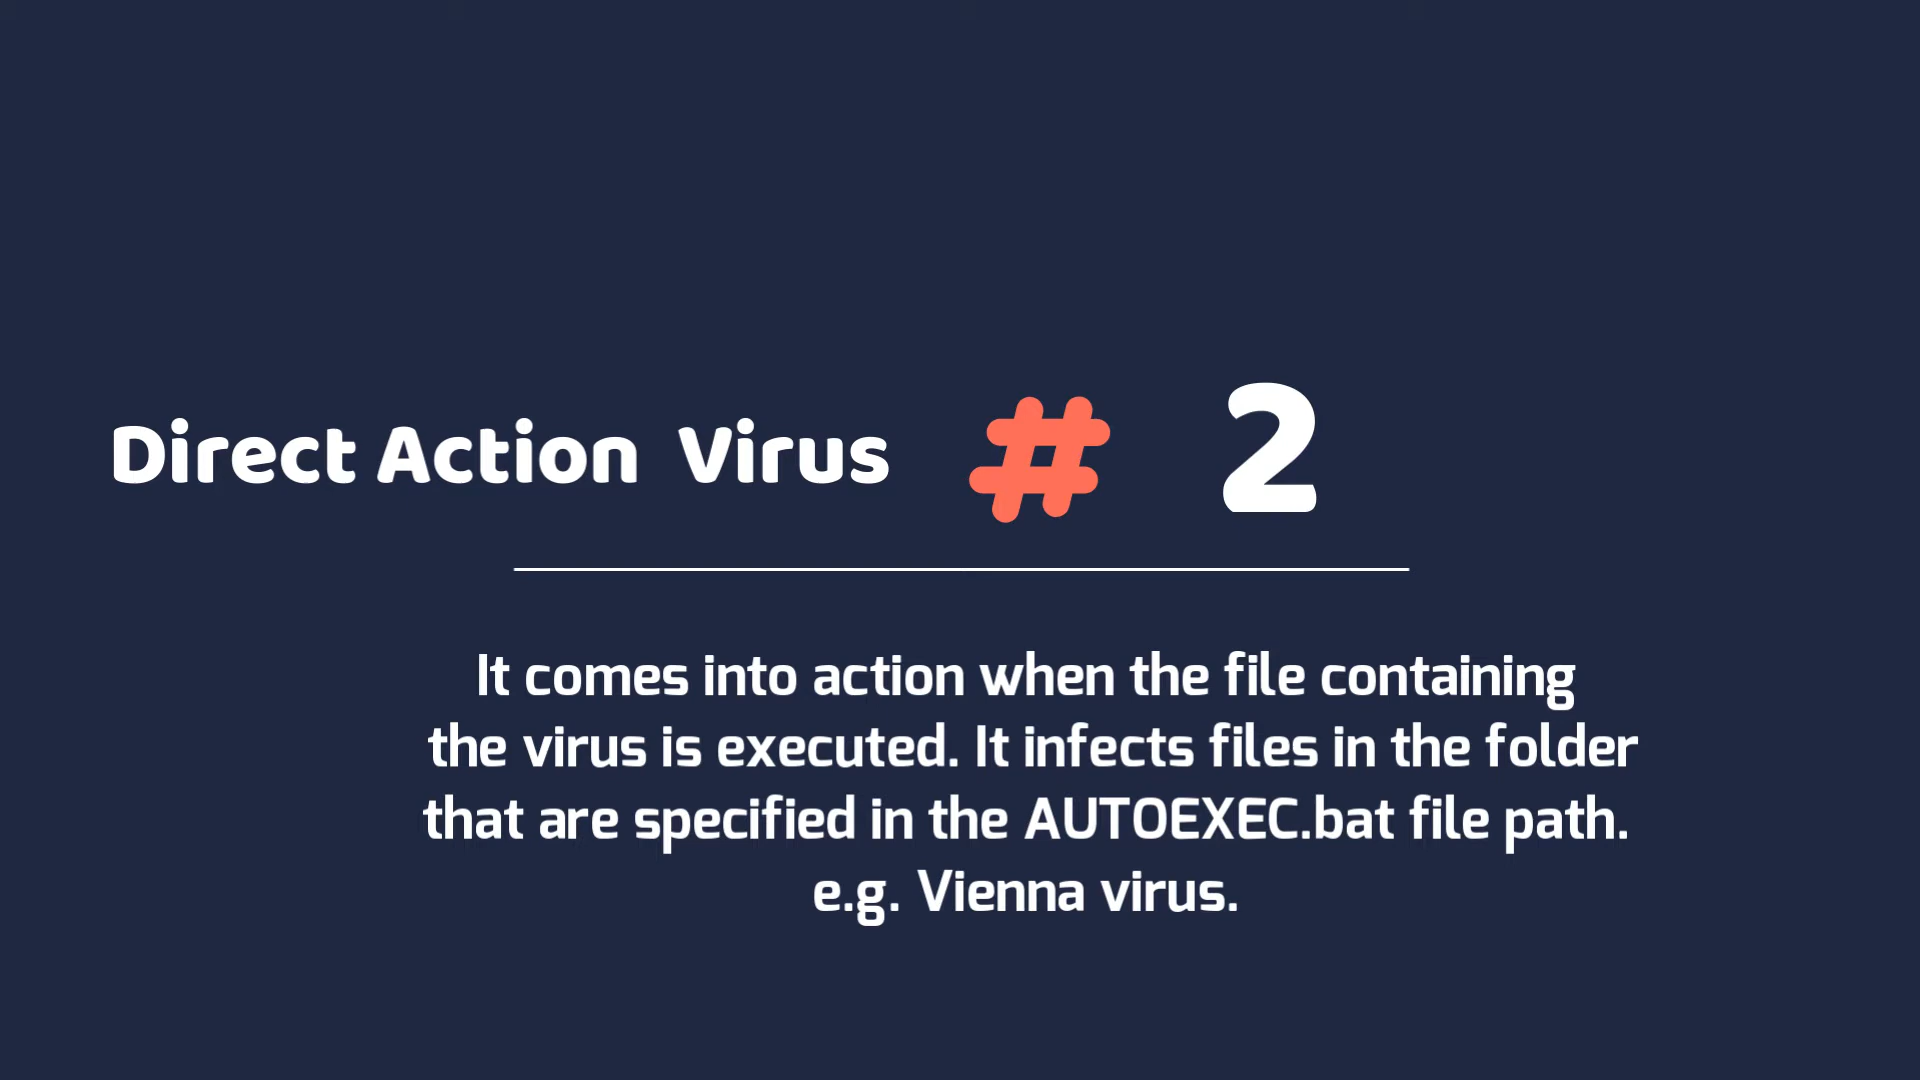 Direct Action Virus # 2
It comes into action when the file containing
the virus is executed. It infects files in the folder
that are specified in the AUTOEXEC.bat file path.
e.g. Vienna virus.